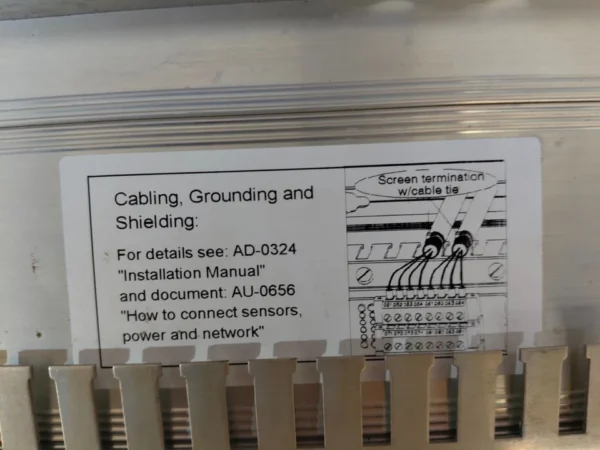 Cabling, Grounding and
Shielding:
For details see: AD-0324
"Installation Manual"
and document: AU-0656
"How to connect sensors,
power and network"
Screen termination
w/cable tie